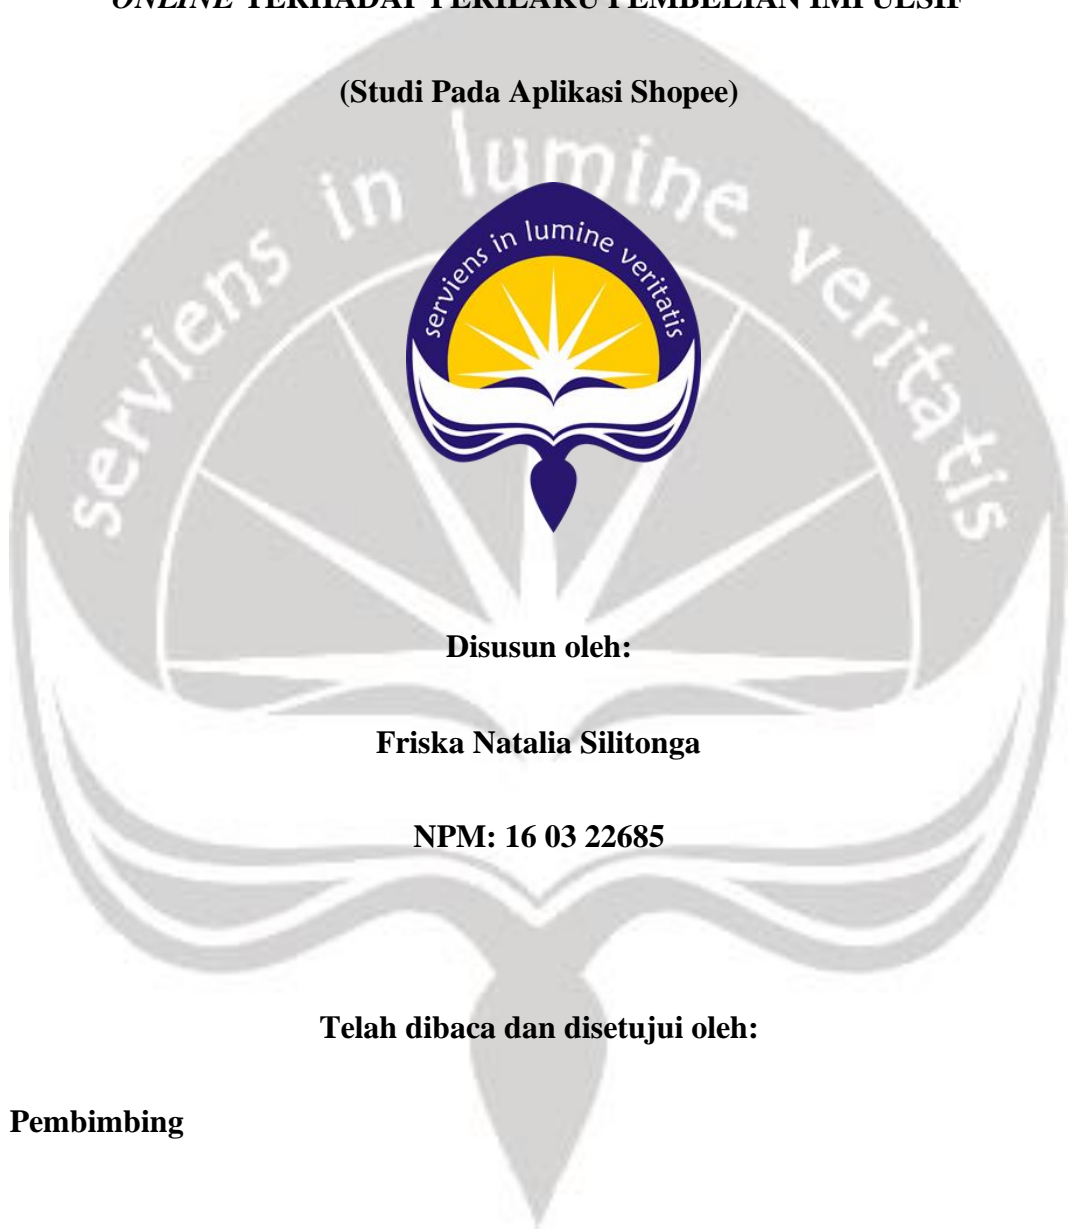 ONLINE TERHADAP PERILAKU PEMBELIAN IMPULSIF
(Studi Pada Aplikasi Shopee)
serviens in lumine veritatis
serviens in lumine veritatis
Disusun oleh:
Friska Natalia Silitonga
NPM: 16 03 22685
Telah dibaca dan disetujui oleh:
Pembimbing